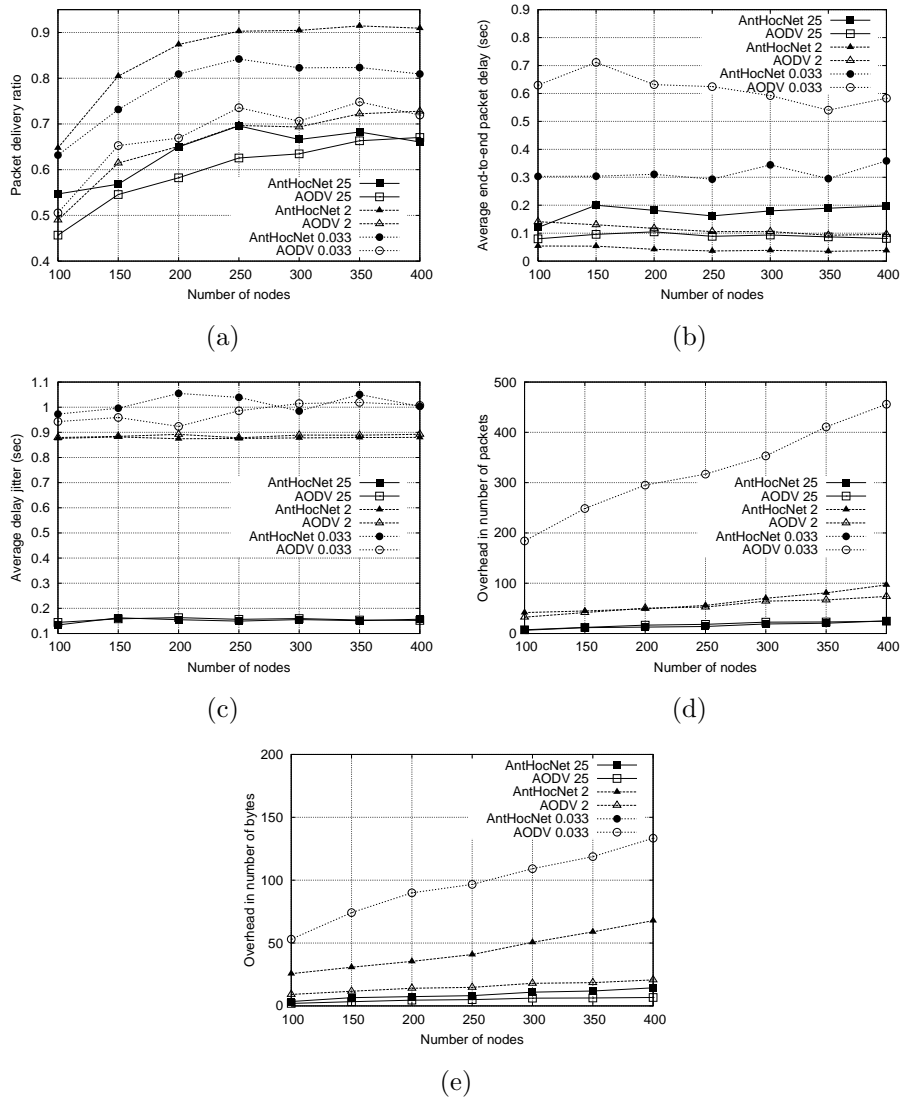 0.9
0.8
0.7
0.6
0.5
0.4
100 150 200 250 300 350 400
Packet delivery ratio
Number of nodes
AntHocNet 25
AODV 25
AntHocNet 2
AODV 2
AntHocNet 0.033
AODV 0.033
(a)
0.9
0.8
0.7
0.6
0.5
0.4
0.3
0.2
0.1
0
100 150 200 250 300 350 400
Average end-to-end packet delay (sec)
Number of nodes
AntHocNet 25
AODV 25
AntHocNet 2
AODV 2
AntHocNet 0.033
AODV 0.033
(b)
1.1
1
0.9
0.8
0.7
0.6
0.5
0.4
0.3
0.2
0.1
100 150 200 250 300 350 400
Average delay jitter (sec)
Number of nodes
AntHocNet 25
AODV 25
AntHocNet 2
AODV 2
AntHocNet 0.033
AODV 0.033
(c)
500
400
300
200
100
0
100 150 200 250 300 350 400
Overhead in number of packets
Number of nodes
AntHocNet 25
AODV 25
AntHocNet 2
AODV 2
AntHocNet 0.033
AODV 0.033
(d)
200
150
100
50
0
100 150 200 250 300 350 400
Overhead in number of bytes
Number of nodes
AntHocNet 25
AODV 25
AntHocNet 2
AODV 2
AntHocNet 0.033
AODV 0.033
(e)